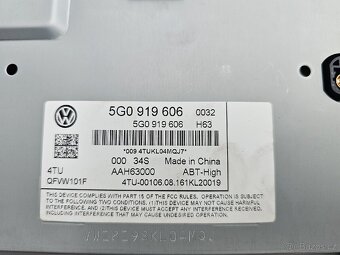 5G0 919 606 0032
5G0 919 606 H63
*009 4TUKL04MQJ7*
000 34S Made in China
4TU AAH63000 ABT-High
QFVW101F 4TU-00106.08.161KL20019
This device complies with Part 15 of the FCC Rules.
Operation is subject to the following two conditions:
(1) this device may not cause harmful interference, and
(2) this device must accept any interference received,
including interference that may cause undesired operation.